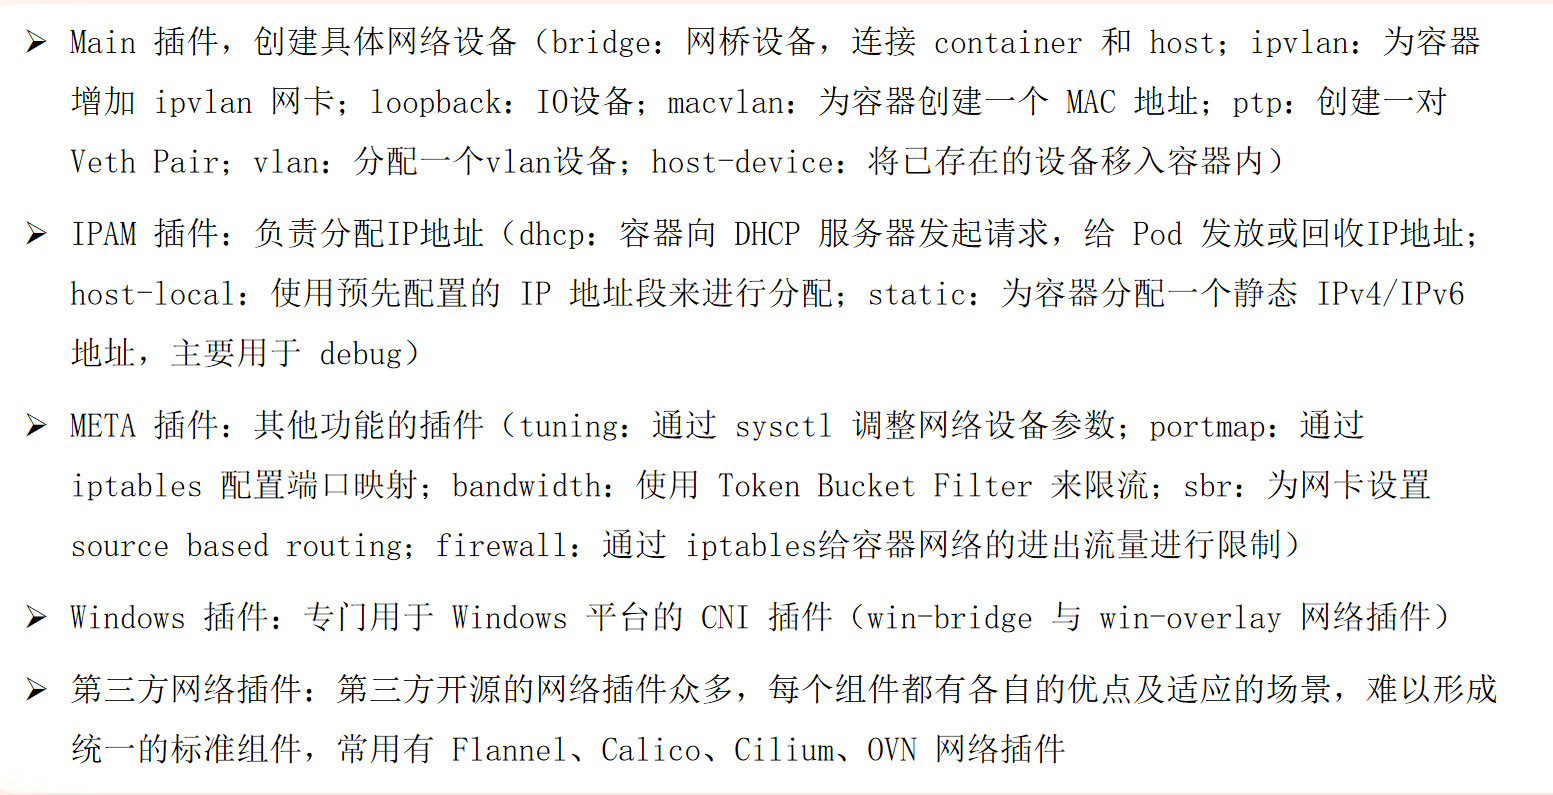 ➢ Main 插件，创建具体网络设备（bridge：网桥设备，连接 container 和 host；ipvlan：为容器
增加 ipvlan 网卡；loopback：IO设备；macvlan：为容器创建一个 MAC 地址；ptp：创建一对
Veth Pair；vlan：分配一个vlan设备；host-device：将已存在的设备移入容器内）
➢ IPAM 插件：负责分配IP地址（dhcp：容器向 DHCP 服务器发起请求，给 Pod 发放或回收IP地址；
host-local：使用预先配置的 IP 地址段来进行分配；static：为容器分配一个静态 IPv4/IPv6
地址，主要用于 debug）
➢ META 插件：其他功能的插件（tuning：通过 sysctl 调整网络设备参数；portmap：通过
iptables 配置端口映射；bandwidth：使用 Token Bucket Filter 来限流；sbr：为网卡设置
source based routing；firewall：通过 iptables给容器网络的进出流量进行限制）
➢ Windows 插件：专门用于 Windows 平台的 CNI 插件（win-bridge 与 win-overlay 网络插件）
➢ 第三方网络插件：第三方开源的网络插件众多，每个组件都有各自的优点及适应的场景，难以形成
统一的标准组件，常用有 Flannel、Calico、Cilium、OVN 网络插件